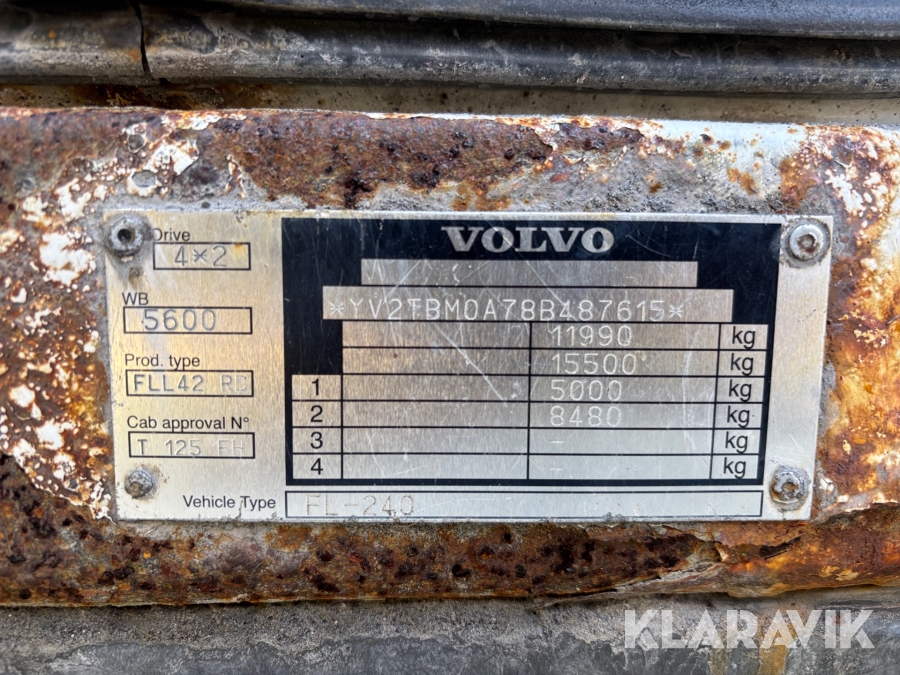 VOLVO
Drive
4*2
*YV2TBM0A78B487615*
WB
5600
11990 kg
15500 kg
Prod. type
FLL42 RD
1 5000 kg
2 8480 kg
Cab approval N°
T 125 EH
3 - kg
4 - kg
Vehicle Type FL-240
KLARAVIK